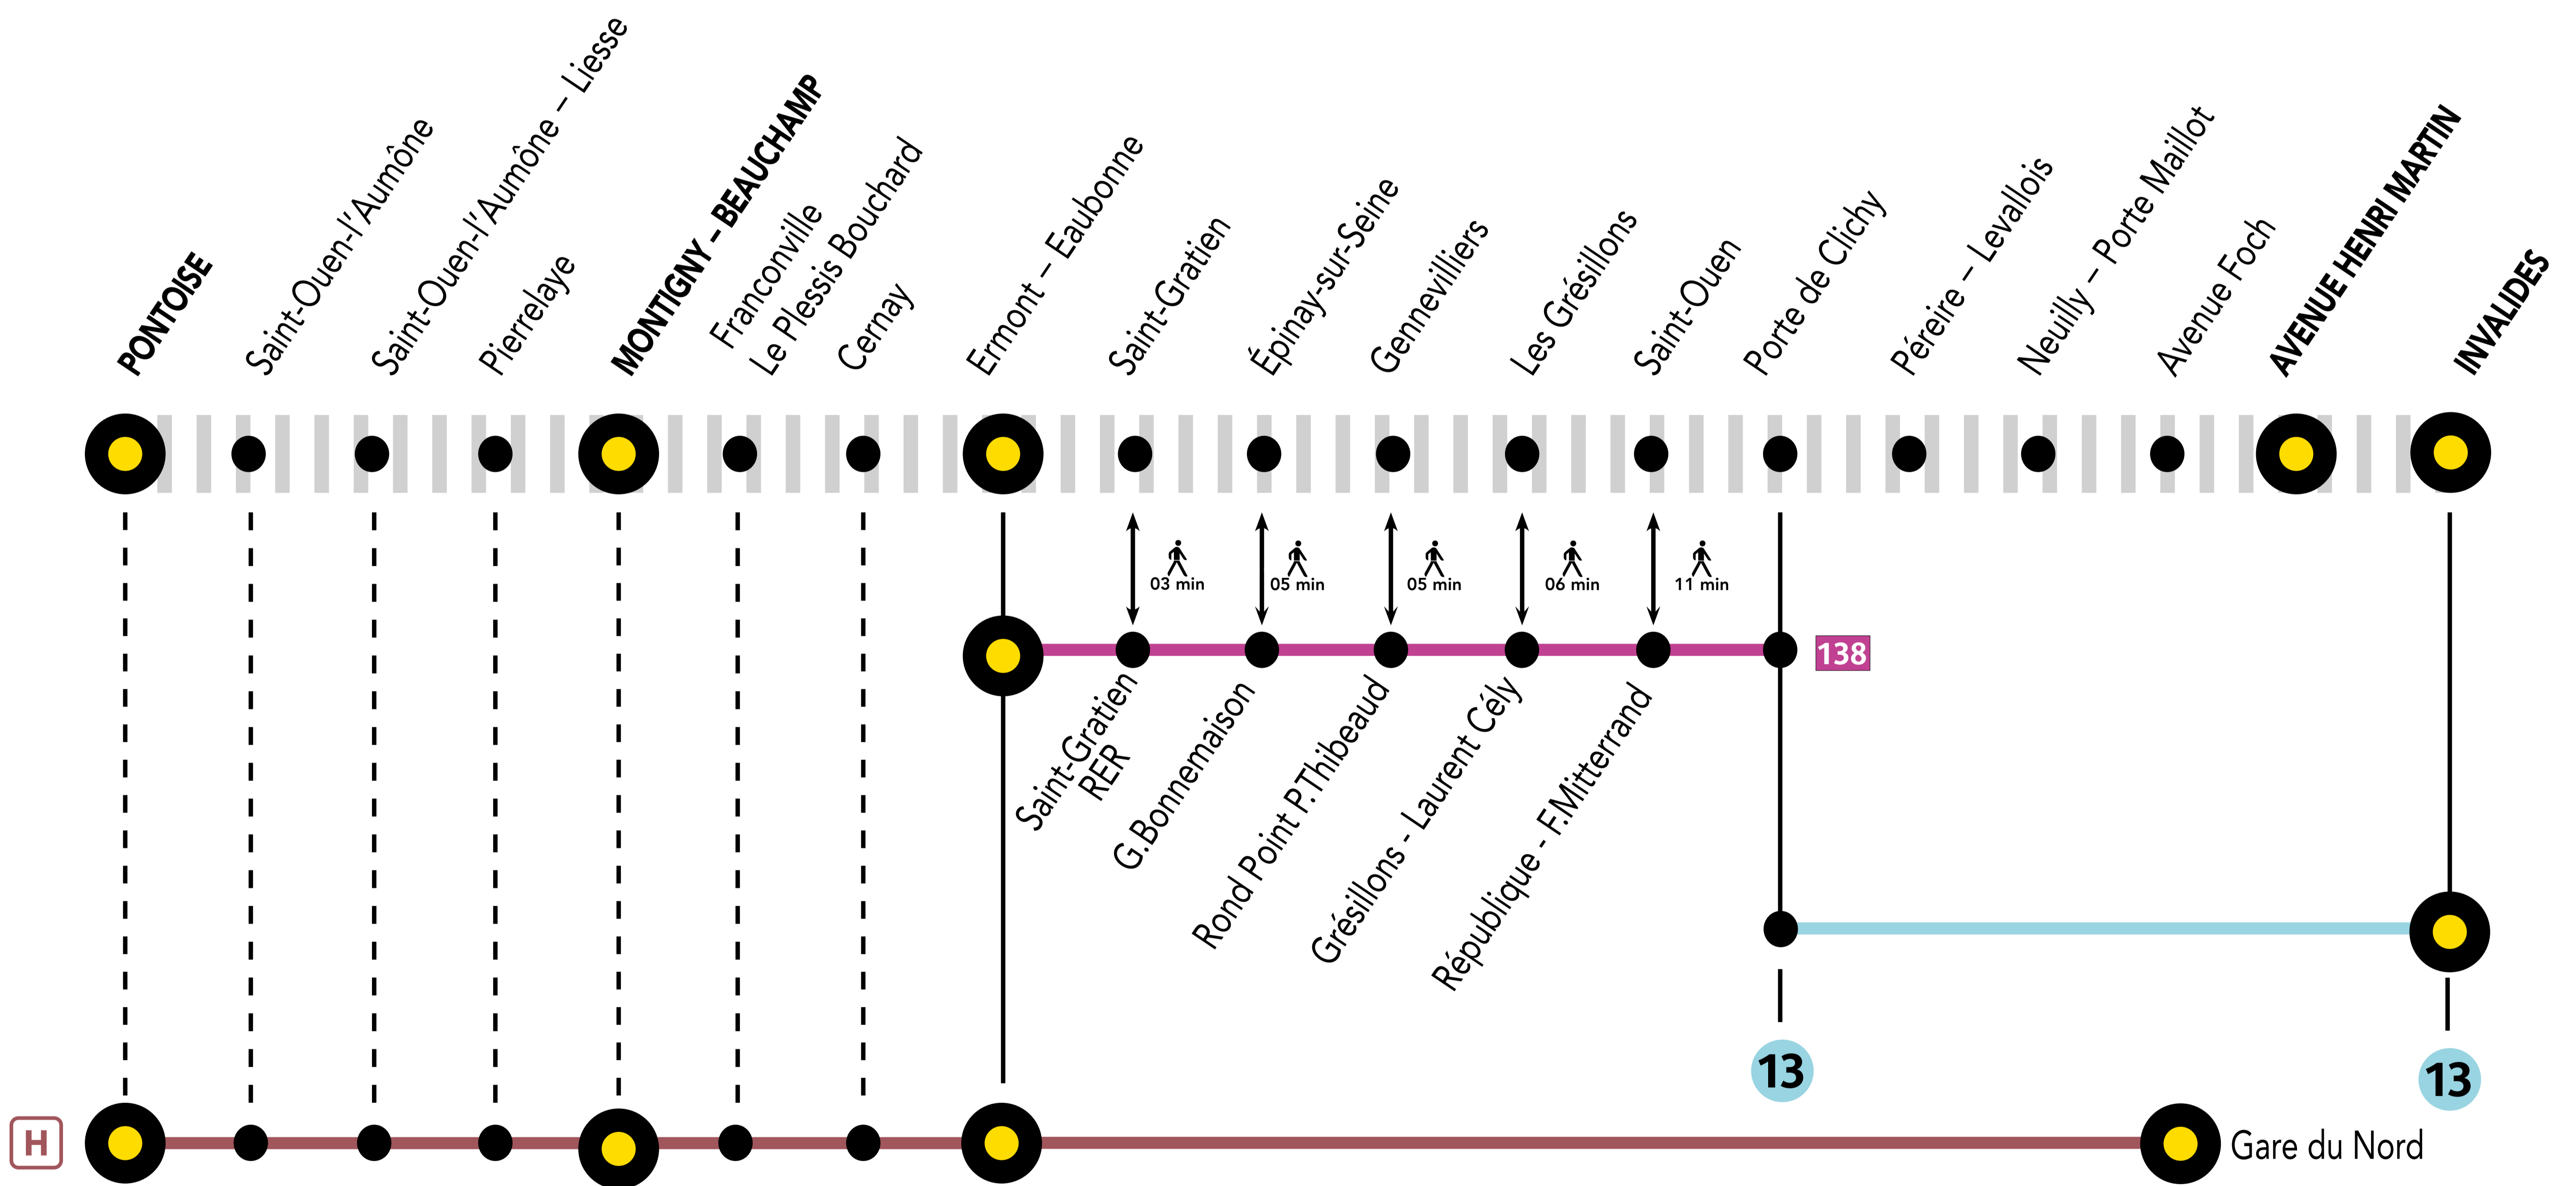 PONTOISE
Saint-Ouen-l'Aumône
Saint-Ouen-l'Aumône – Liesse
Pierrelaye
MONTIGNY – BEAUCHAMP
Franconville
Le Plessis Bouchard
Cernay
Ermont – Eaubonne
Saint-Gratien
Épinay-sur-Seine
Gennevilliers
Les Grésillons
Saint-Ouen
Porte de Clichy
Péreire – Levallois
Neuilly – Porte Maillot
Avenue Foch
AVENUE HENRI MARTIN
INVALIDES
03 min
05 min
05 min
06 min
11 min
138
Saint-Gratien
RER
G.Bonnemaison
Rond Point P.Thibeaud
Grésillons - Laurent Cély
République - F.Mitterrand
13
13
H
Gare du Nord